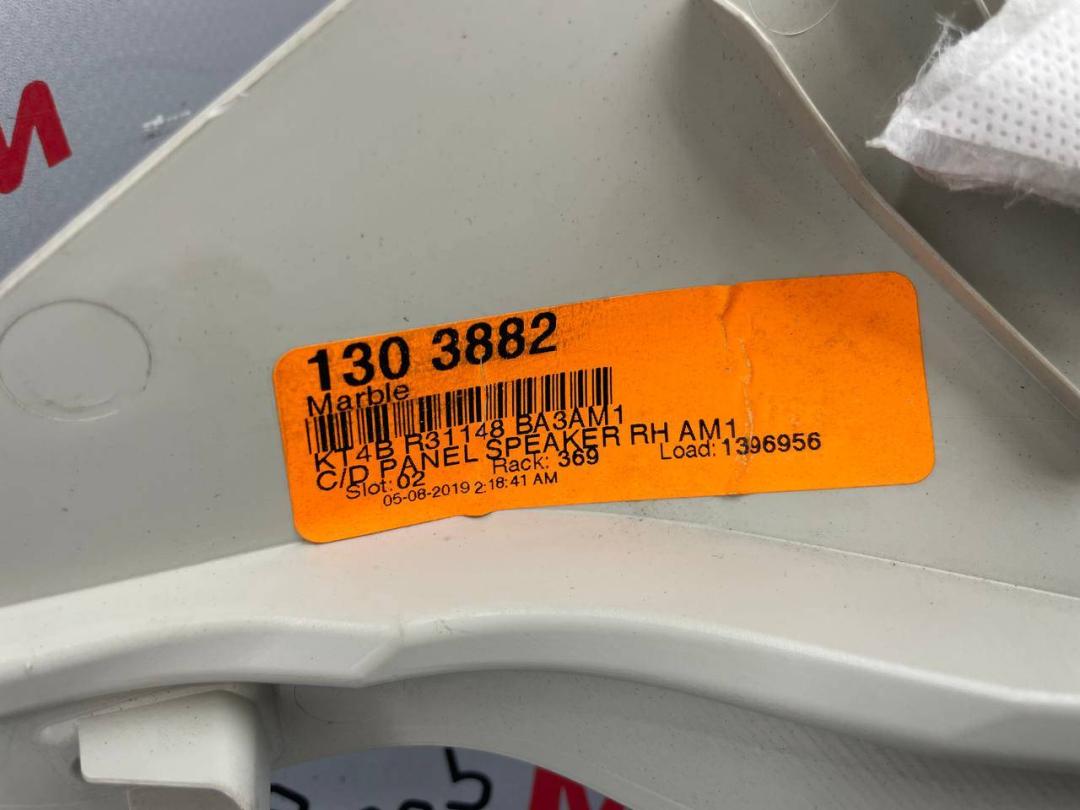 M
130 3882
Marble
KT4B R31148 BA3AM1
C/D PANEL SPEAKER RH AM1
Slot: 02 Rack: 369 Load: 1396956
05-08-2019 2:18:41 AM